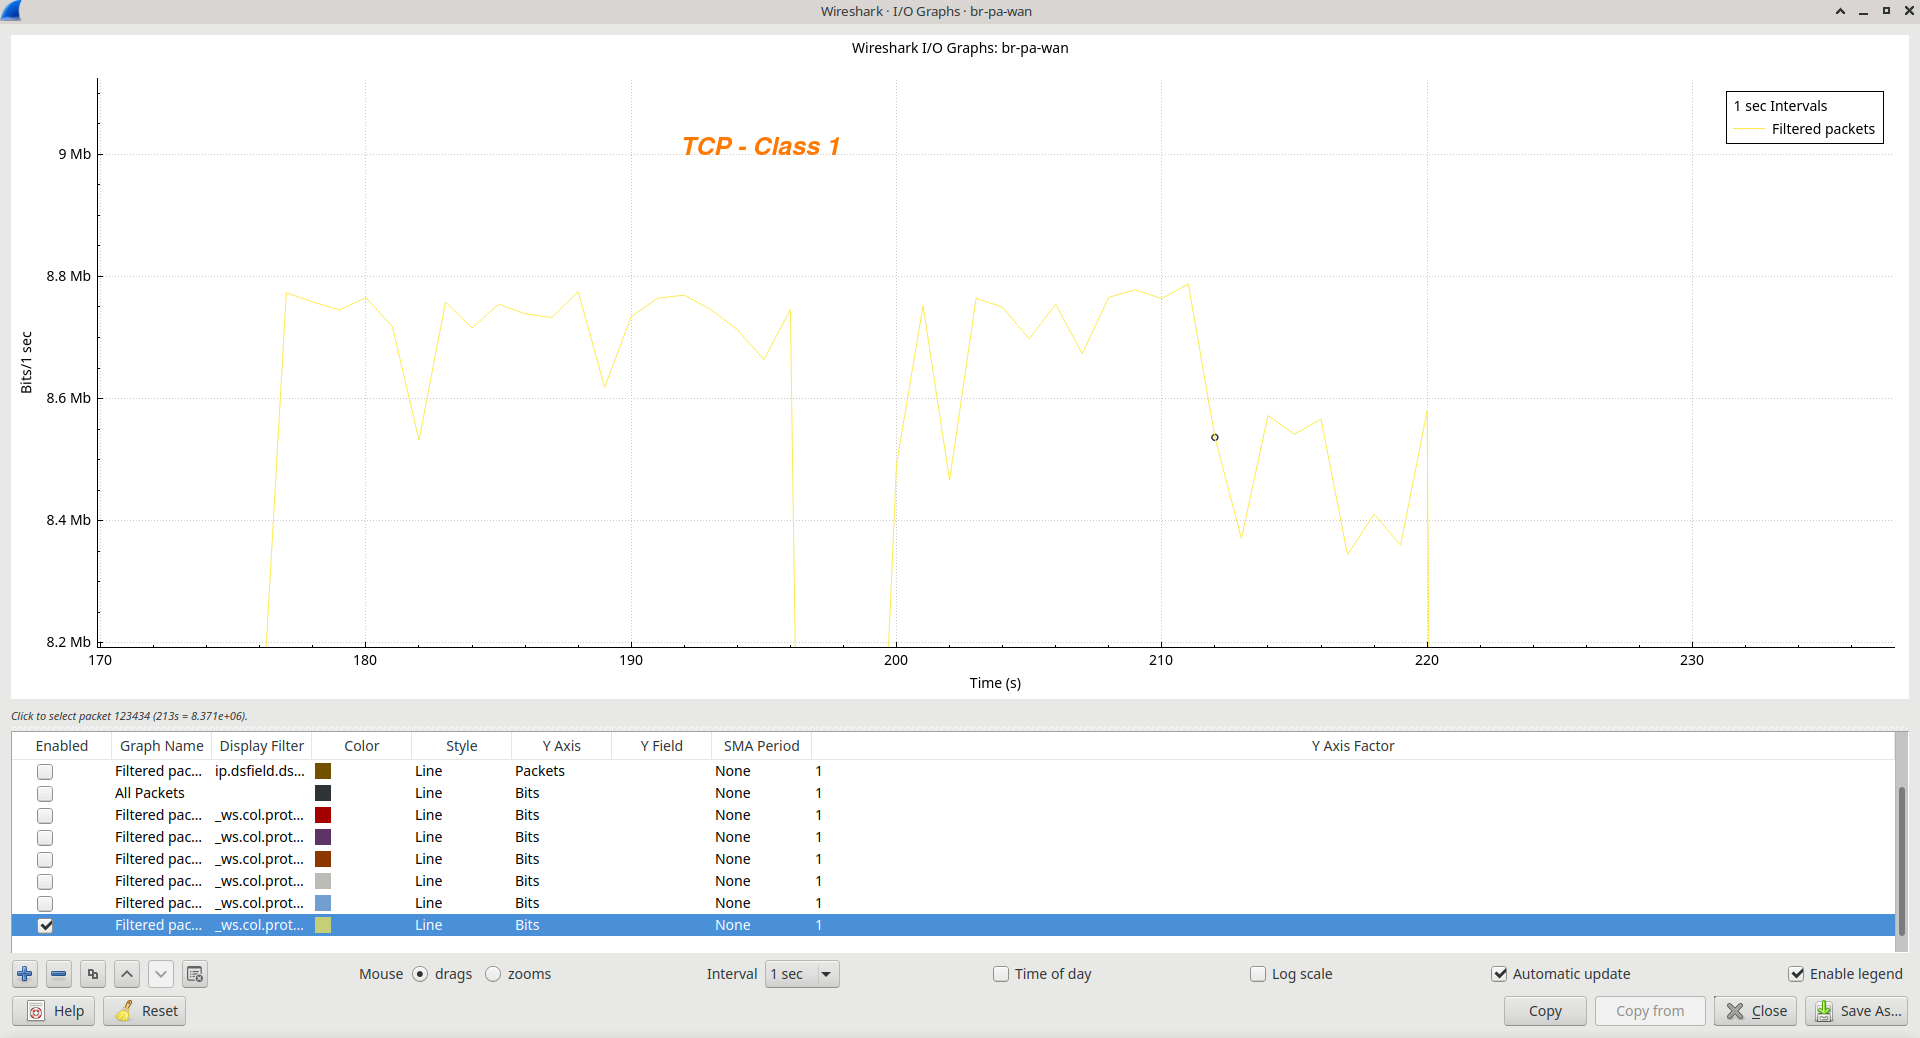 Wireshark · I/O Graphs · br-pa-wan
Wireshark I/O Graphs: br-pa-wan
1 sec Intervals
Filtered packets
TCP - Class 1
9 Mb
8.8 Mb
8.6 Mb
8.4 Mb
8.2 Mb
Bits/1 sec
170 180 190 200 210 220 230
Time (s)
Click to select packet 123434 (213s = 8.371e+06).
Enabled Graph Name Display Filter Color Style Y Axis Y Field SMA Period Y Axis Factor
Filtered pac... ip.dsfield.ds... Line Packets None 1
All Packets Line Bits None 1
Filtered pac... _ws.col.prot... Line Bits None 1
Filtered pac... _ws.col.prot... Line Bits None 1
Filtered pac... _ws.col.prot... Line Bits None 1
Filtered pac... _ws.col.prot... Line Bits None 1
Filtered pac... _ws.col.prot... Line Bits None 1
Filtered pac... _ws.col.prot... Line Bits None 1
Mouse drags zooms Interval 1 sec Time of day Log scale Automatic update Enable legend
Help Reset Copy Copy from Close Save As...